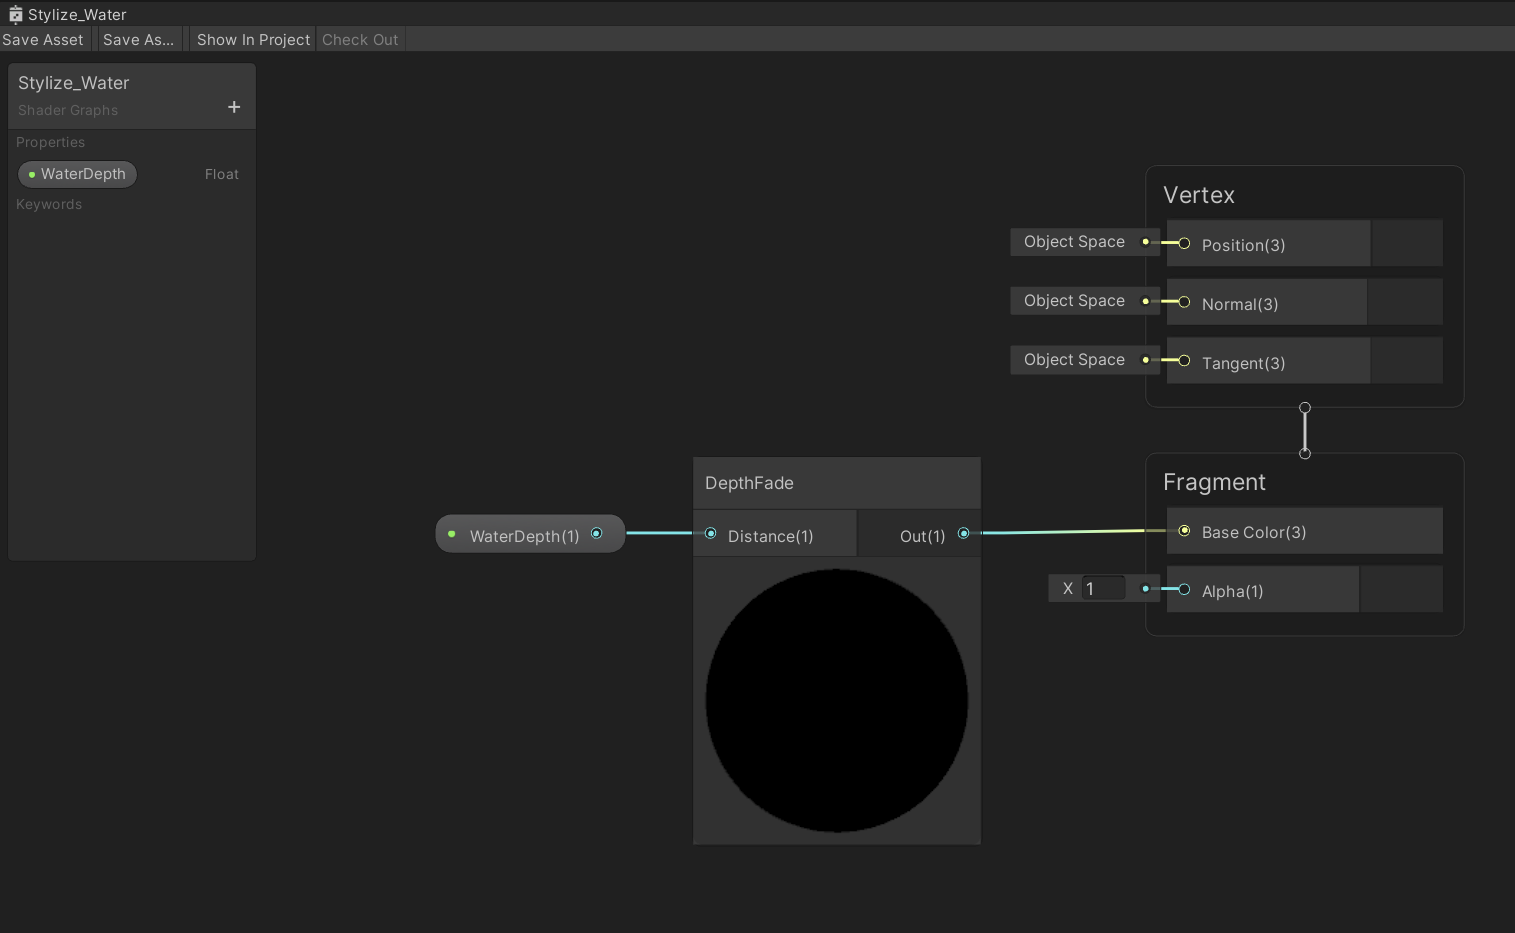 Stylize_Water
Save Asset
Save As...
Show In Project
Check Out
Stylize_Water
Shader Graphs
+
Properties
WaterDepth
Float
Keywords
Vertex
Object Space
Position(3)
Object Space
Normal(3)
Object Space
Tangent(3)
DepthFade
WaterDepth(1)
Distance(1)
Out(1)
Fragment
Base Color(3)
X 1
Alpha(1)